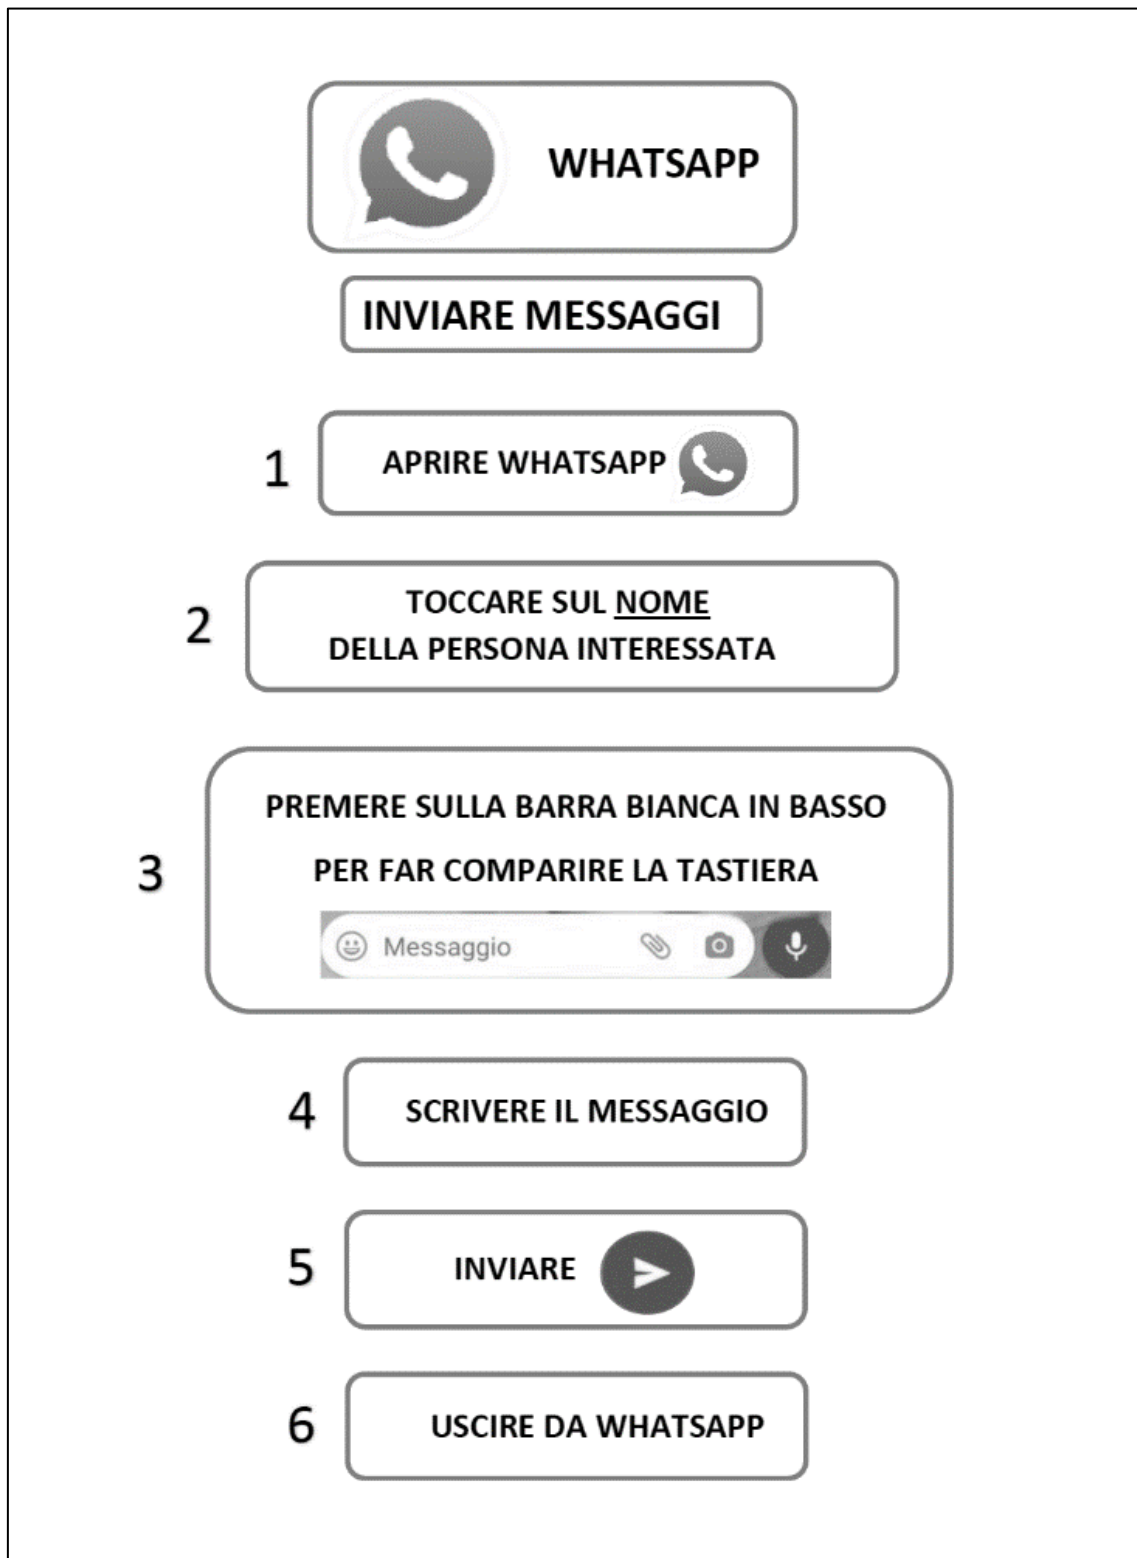 WHATSAPP
INVIARE MESSAGGI
1 APRIRE WHATSAPP
2 TOCCARE SUL NOME
DELLA PERSONA INTERESSATA
3 PREMERE SULLA BARRA BIANCA IN BASSO
PER FAR COMPARIRE LA TASTIERA
Messaggio
4 SCRIVERE IL MESSAGGIO
5 INVIARE
6 USCIRE DA WHATSAPP